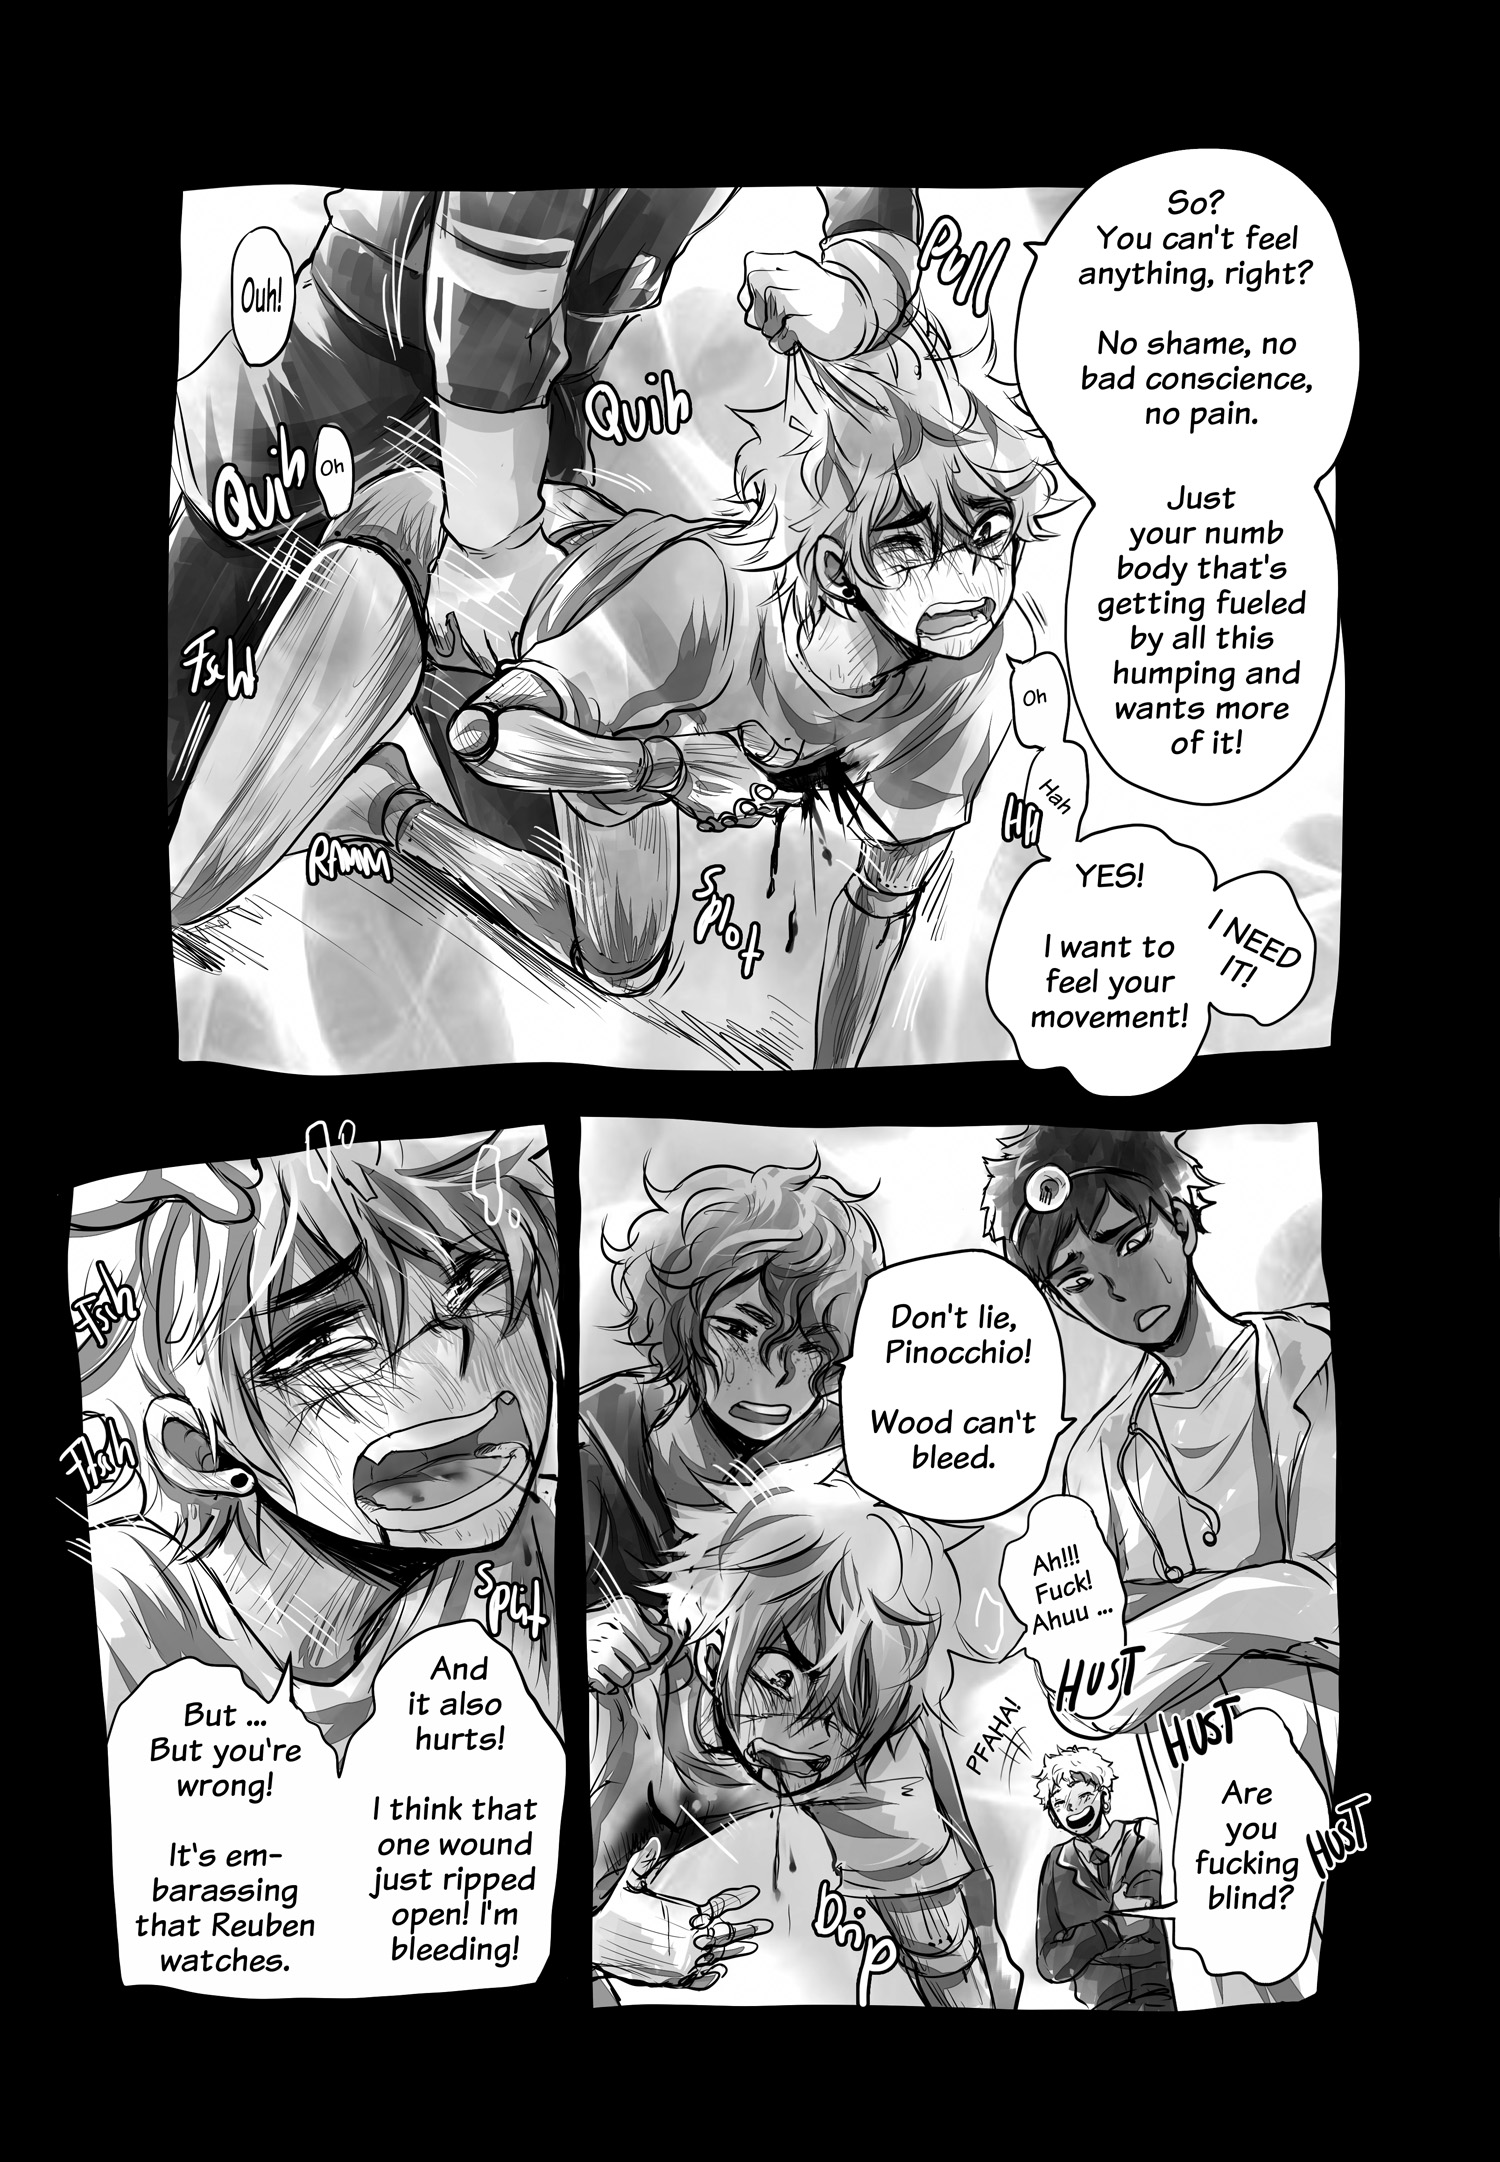 So?
You can't feel
anything, right?
No shame, no
bad conscience,
no pain.
Just
your numb
body that's
getting fueled
by all this
humping and
wants more
of it!
Pull
Ouh!
Quih
Oh
Quih
Fsch
RAMM
Splot
Oh
Hah
HH
YES!
I want to
feel your
movement!
I NEED
IT!
Fssh
Ffssh
Split
But ...
But you're
wrong!
It's em-
barassing
that Reuben
watches.
And
it also
hurts!
I think that
one wound
just ripped
open! I'm
bleeding!
Don't lie,
Pinocchio!
Wood can't
bleed.
Ah!!!
Fuck!
Ahuu ...
HUST
HUST
HUST
PFAHA!
Are
you
fucking
blind?
Drip